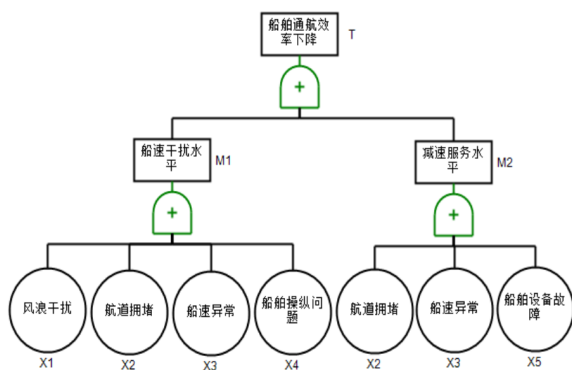 船舶通航效
率下降
T
+
船速干扰水
平
M1
减速服务水
平
M2
+
+
风浪干扰
航道拥堵
船速异常
船舶操纵问
题
航道拥堵
船速异常
船舶设备故
障
X1
X2
X3
X4
X2
X3
X5